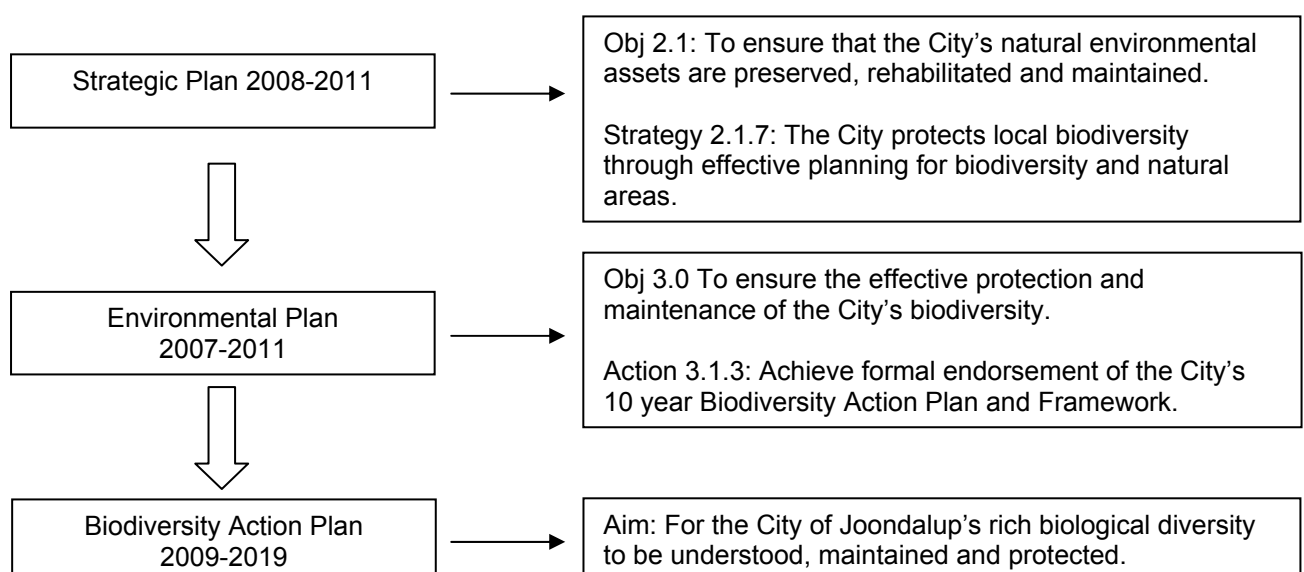 Strategic Plan 2008-2011
Obj 2.1: To ensure that the City’s natural environmental
assets are preserved, rehabilitated and maintained.
Strategy 2.1.7: The City protects local biodiversity
through effective planning for biodiversity and natural
areas.
Environmental Plan
2007-2011
Obj 3.0 To ensure the effective protection and
maintenance of the City’s biodiversity.
Action 3.1.3: Achieve formal endorsement of the City’s
10 year Biodiversity Action Plan and Framework.
Biodiversity Action Plan
2009-2019
Aim: For the City of Joondalup’s rich biological diversity
to be understood, maintained and protected.